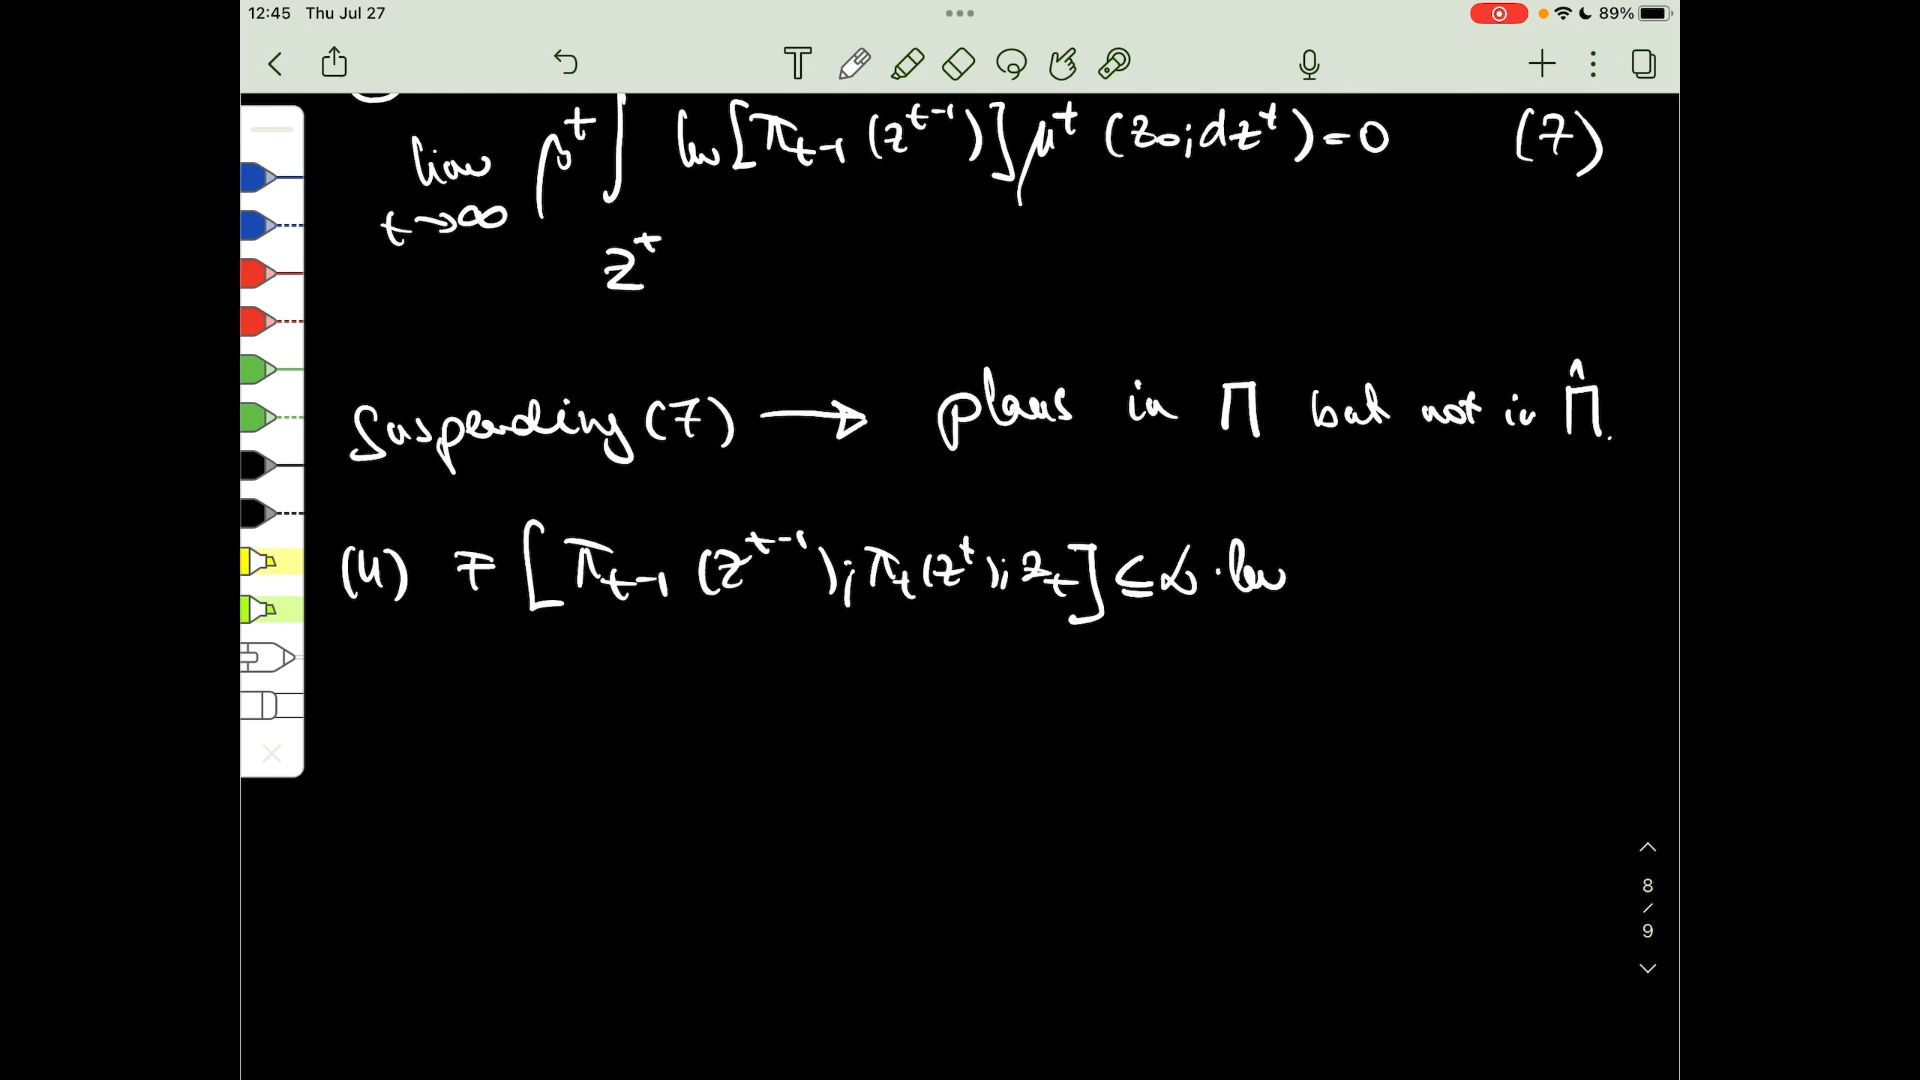 12:45 Thu Jul 27 89%
lim t→∞ β^t ∫ Z^t ln[π_{t-1}(z^{t-1})] μ^t(z_0; dz^t) = 0 (7)
Suspending (7) → plans in Π but not in Π̂.
(4) F[π_{t-1}(z^{t-1}); π_t(z^t); z_t] ≤ α · ln
8
/
9